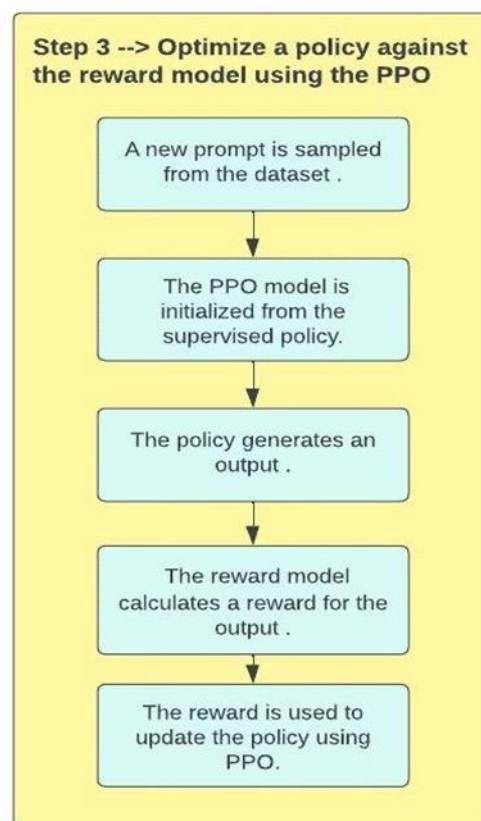 Step 3 --> Optimize a policy against
the reward model using the PPO
A new prompt is sampled
from the dataset .
The PPO model is
initialized from the
supervised policy.
The policy generates an
output .
The reward model
calculates a reward for the
output .
The reward is used to
update the policy using
PPO.